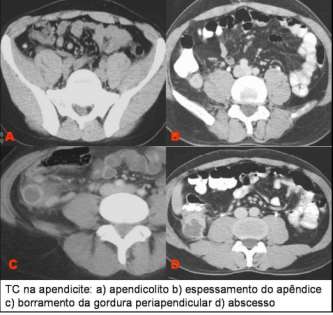 A
B
C
D
TC na apendicite: a) apendicolito b) espessamento do apêndice
c) borramento da gordura periapendicular d) abscesso